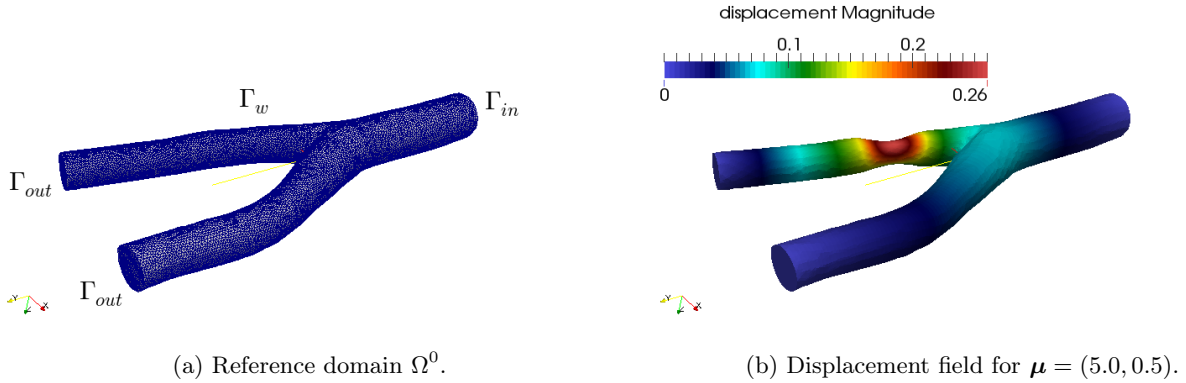 displacement Magnitude
0.1 0.2
0 0.26
Γ_w
Γ_in
Γ_out
Γ_out
Y X
Y X
(a) Reference domain Ω⁰.
(b) Displacement field for 𝝁 = (5.0, 0.5).